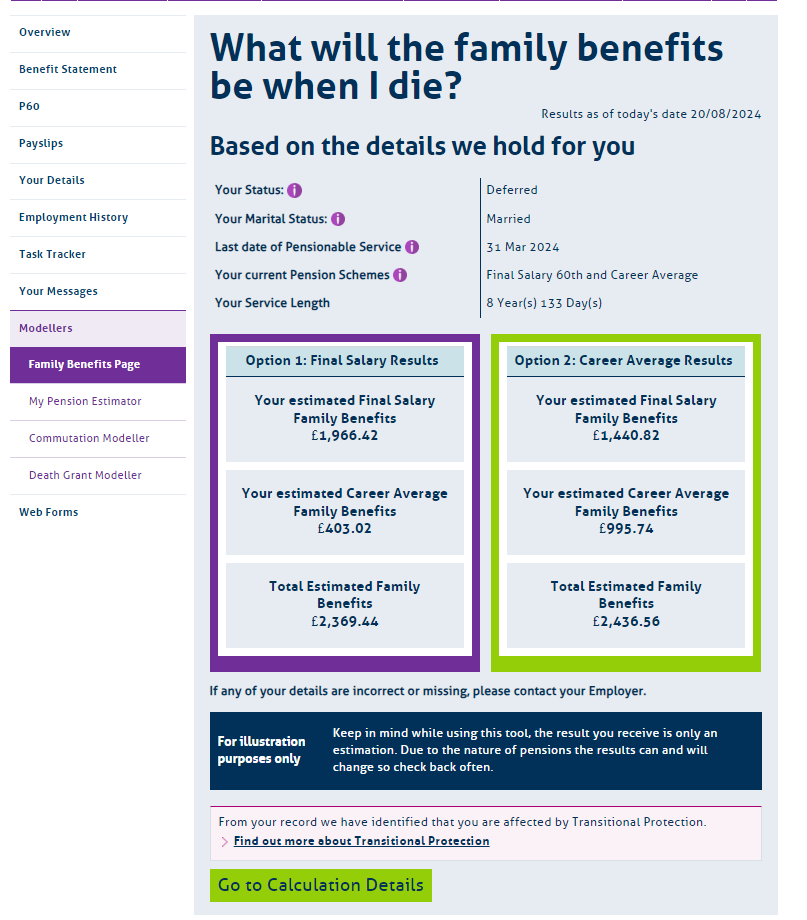 Overview
Benefit Statement
P60
Payslips
Your Details
Employment History
Task Tracker
Your Messages
Modellers
Family Benefits Page
My Pension Estimator
Commutation Modeller
Death Grant Modeller
Web Forms
What will the family benefits
be when I die?
Results as of today's date 20/08/2024
Based on the details we hold for you
Your Status: i
Deferred
Your Marital Status: i
Married
Last date of Pensionable Service i
31 Mar 2024
Your current Pension Schemes i
Final Salary 60th and Career Average
Your Service Length
8 Year(s) 133 Day(s)
Option 1: Final Salary Results
Your estimated Final Salary
Family Benefits
£1,966.42
Your estimated Career Average
Family Benefits
£403.02
Total Estimated Family
Benefits
£2,369.44
Option 2: Career Average Results
Your estimated Final Salary
Family Benefits
£1,440.82
Your estimated Career Average
Family Benefits
£995.74
Total Estimated Family
Benefits
£2,436.56
If any of your details are incorrect or missing, please contact your Employer.
For illustration
purposes only
Keep in mind while using this tool, the result you receive is only an
estimation. Due to the nature of pensions the results can and will
change so check back often.
From your record we have identified that you are affected by Transitional Protection.
Find out more about Transitional Protection
Go to Calculation Details